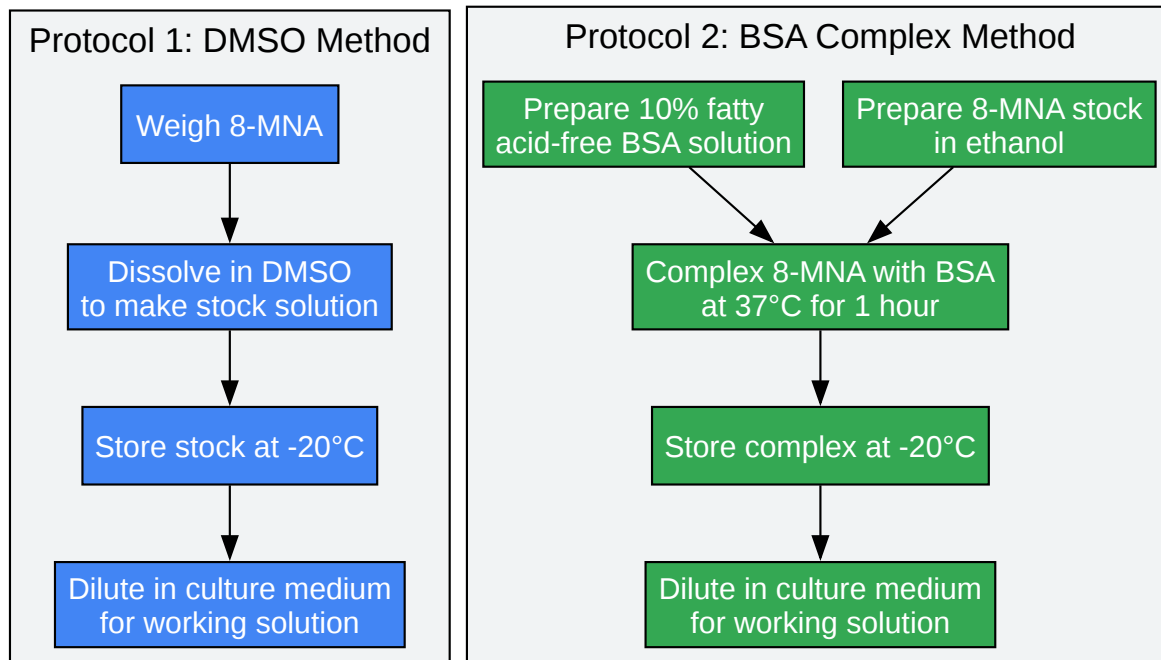 Protocol 1: DMSO Method
Weigh 8-MNA
Dissolve in DMSO
to make stock solution
Store stock at -20°C
Dilute in culture medium
for working solution
Protocol 2: BSA Complex Method
Prepare 10% fatty
acid-free BSA solution
Prepare 8-MNA stock
in ethanol
Complex 8-MNA with BSA
at 37°C for 1 hour
Store complex at -20°C
Dilute in culture medium
for working solution